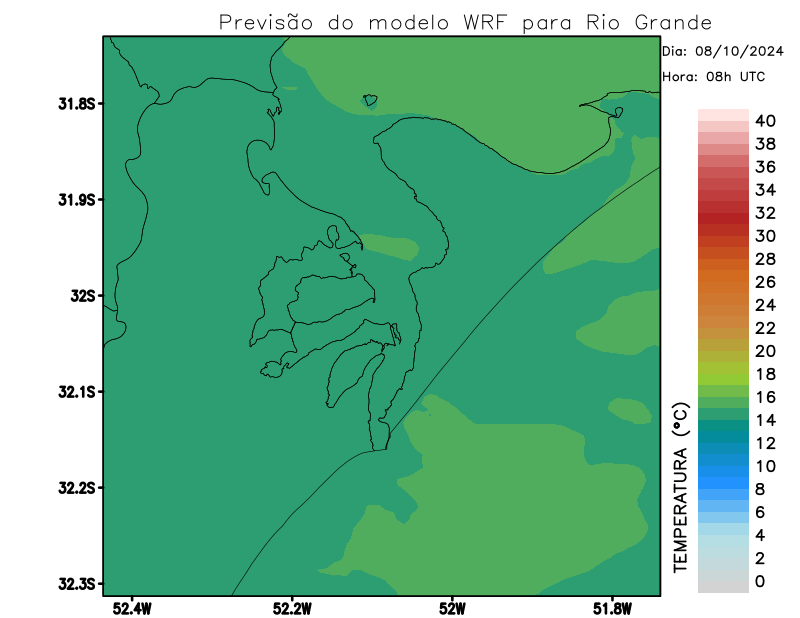 Previsão do modelo WRF para Rio Grande
Dia: 08/10/2024
Hora: 08h UTC
31.8S
31.9S
32S
32.1S
32.2S
32.3S
52.4W
52.2W
52W
51.8W
TEMPERATURA (°C)
40
38
36
34
32
30
28
26
24
22
20
18
16
14
12
10
8
6
4
2
0